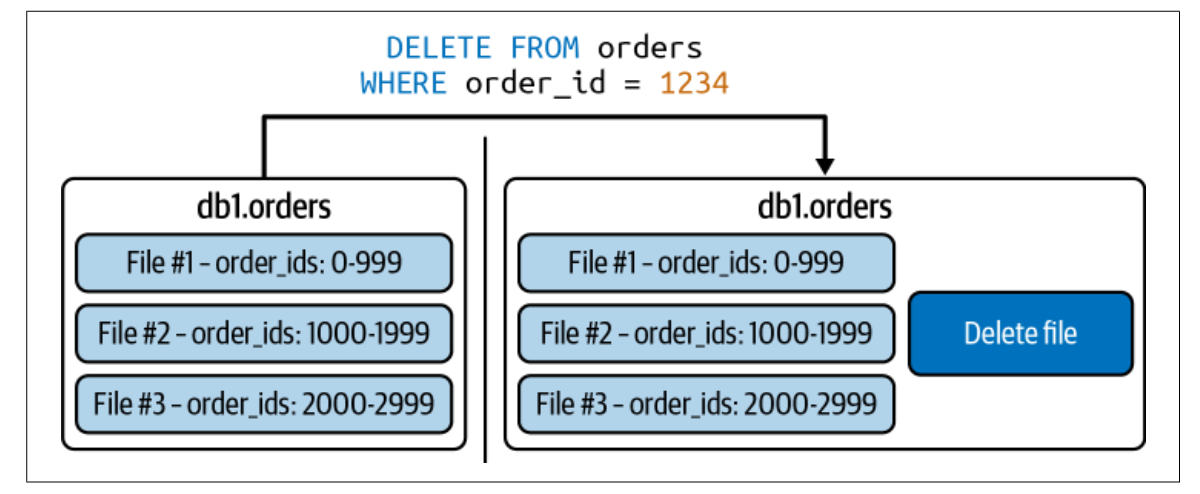 DELETE FROM orders
WHERE order_id = 1234
db1.orders
File #1 – order_ids: 0-999
File #2 – order_ids: 1000-1999
File #3 – order_ids: 2000-2999
db1.orders
File #1 – order_ids: 0-999
File #2 – order_ids: 1000-1999
File #3 – order_ids: 2000-2999
Delete file